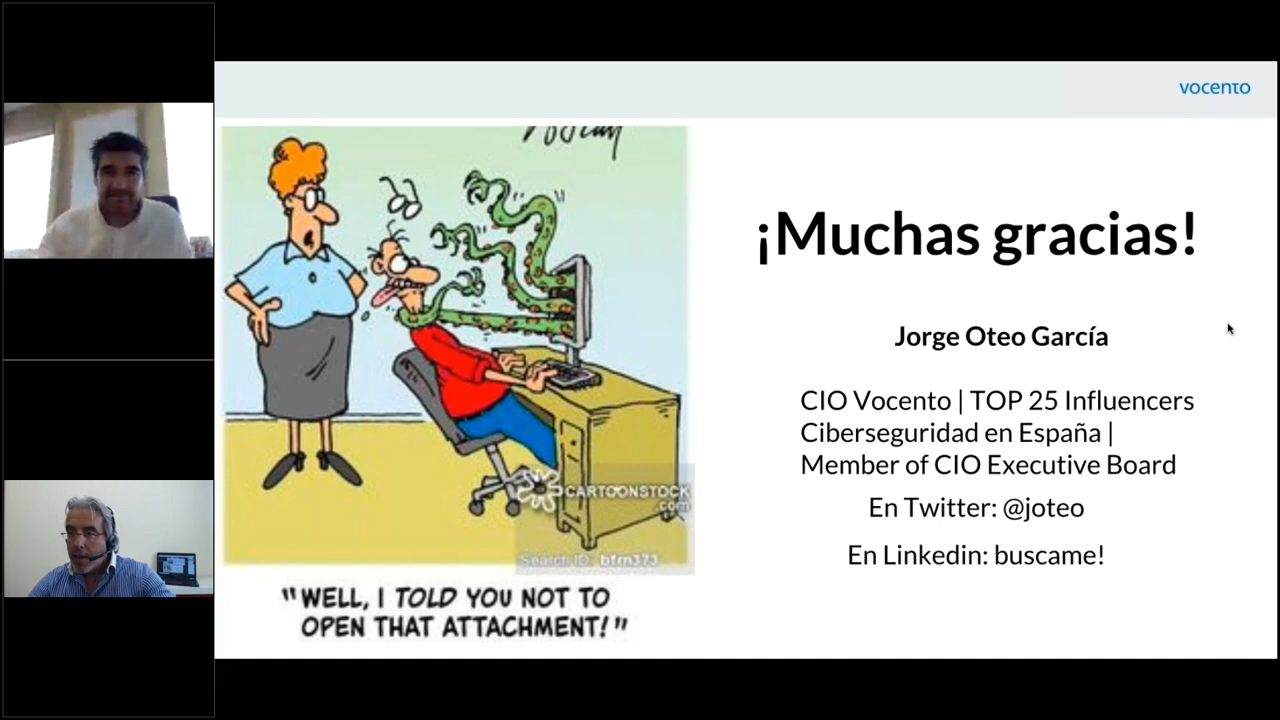 vocento
¡Muchas gracias!
Jorge Oteo García
CIO Vocento | TOP 25 Influencers
Ciberseguridad en España |
Member of CIO Executive Board
En Twitter: @joteo
En Linkedin: buscame!
CARTOONSTOCK
.com
Search ID: bfrn373
"WELL, I TOLD YOU NOT TO
OPEN THAT ATTACHMENT!"